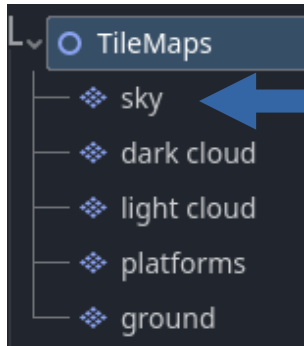 TileMaps
sky
dark cloud
light cloud
platforms
ground